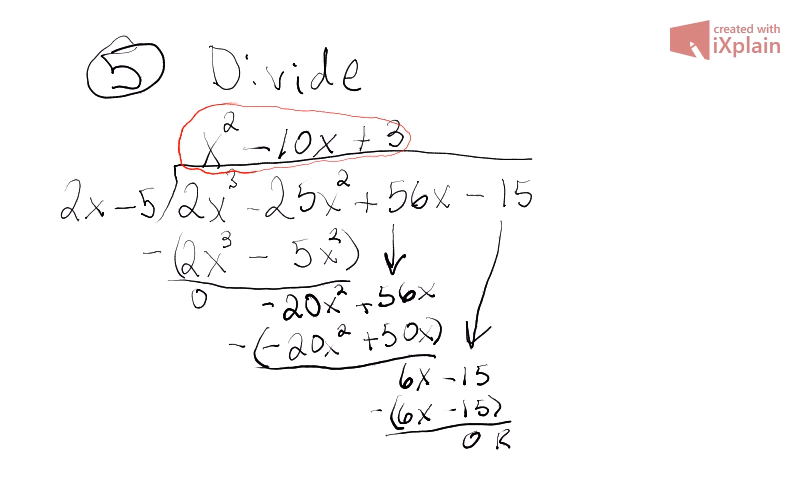 created with
iXplain
5 Divide
x² - 10x + 3
2x - 5 / 2x³ - 25x² + 56x - 15
- (2x³ - 5x²)
0 - 20x² + 56x
- (- 20x² + 50x)
6x - 15
- (6x - 15)
0 R